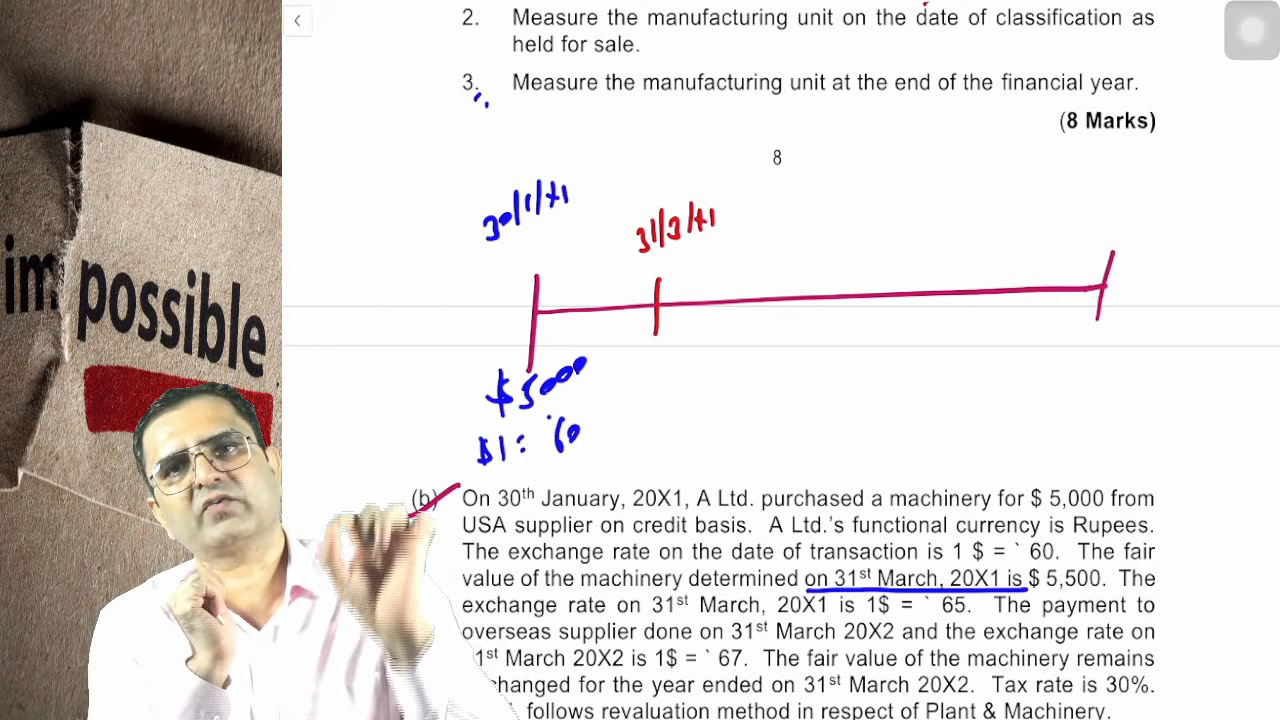 2. Measure the manufacturing unit on the date of classification as
held for sale.
3. Measure the manufacturing unit at the end of the financial year.
(8 Marks)
8
im possible
30/1/x1
31/3/x1
$5000
$1 = `60
(b) On 30th January, 20X1, A Ltd. purchased a machinery for $ 5,000 from
USA supplier on credit basis. A Ltd.'s functional currency is Rupees.
The exchange rate on the date of transaction is 1 $ = ` 60. The fair
value of the machinery determined on 31st March, 20X1 is $ 5,500. The
exchange rate on 31st March, 20X1 is 1$ = ` 65. The payment to
overseas supplier done on 31st March 20X2 and the exchange rate on
1st March 20X2 is 1$ = ` 67. The fair value of the machinery remains
changed for the year ended on 31st March 20X2. Tax rate is 30%.
follows revaluation method in respect of Plant & Machinery.